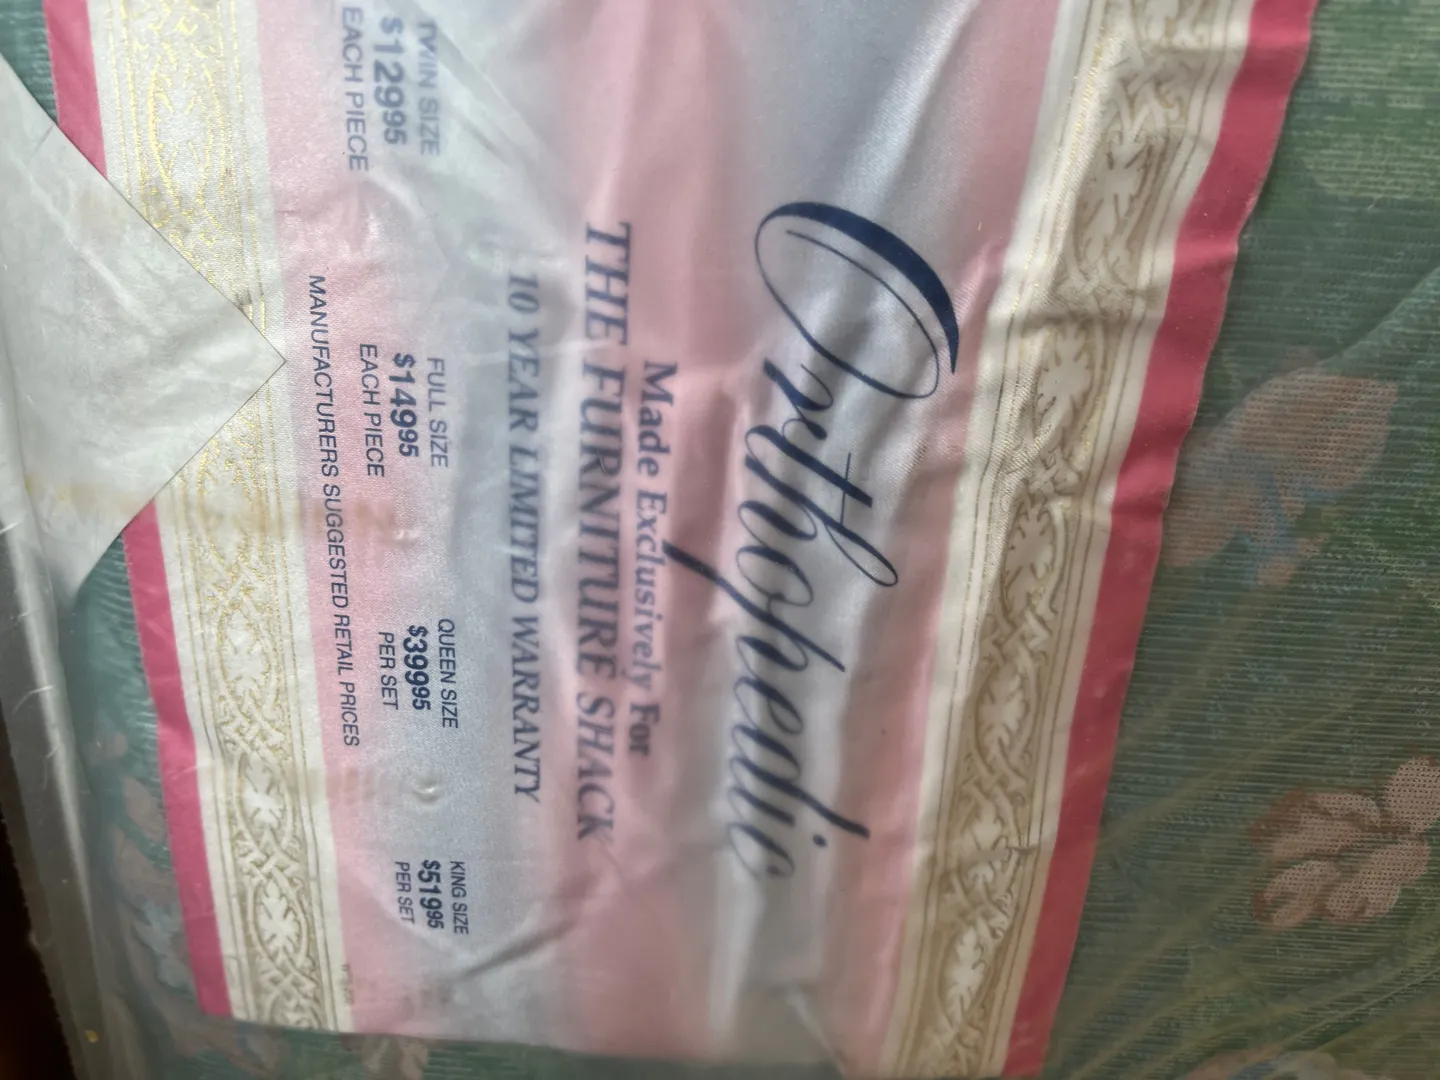 Orthopedic
Made Exclusively For
THE FURNITURE SHACK
10 YEAR LIMITED WARRANTY
TWIN SIZE
$12995
EACH PIECE
FULL SIZE
$14995
EACH PIECE
QUEEN SIZE
$39995
PER SET
KING SIZE
$51995
PER SET
MANUFACTURERS SUGGESTED RETAIL PRICES